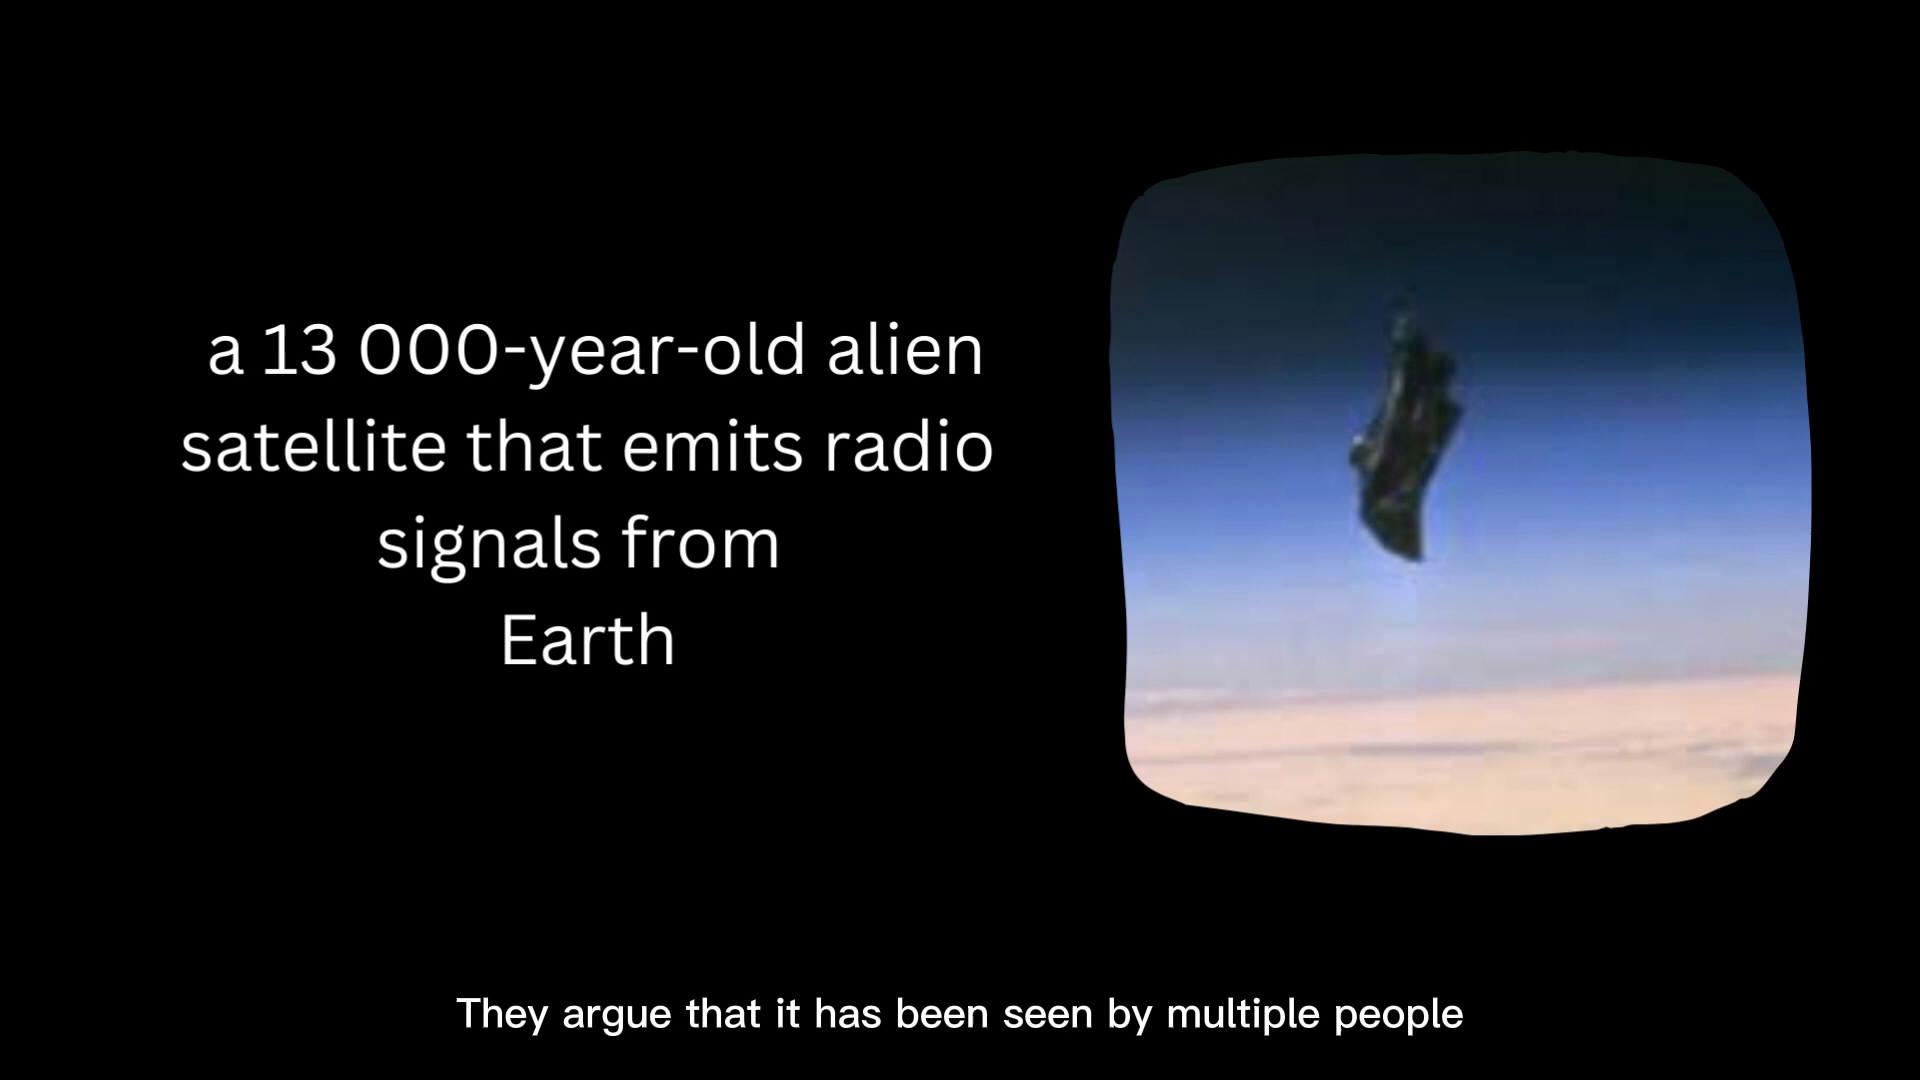 a 13 000-year-old alien
satellite that emits radio
signals from
Earth
They argue that it has been seen by multiple people